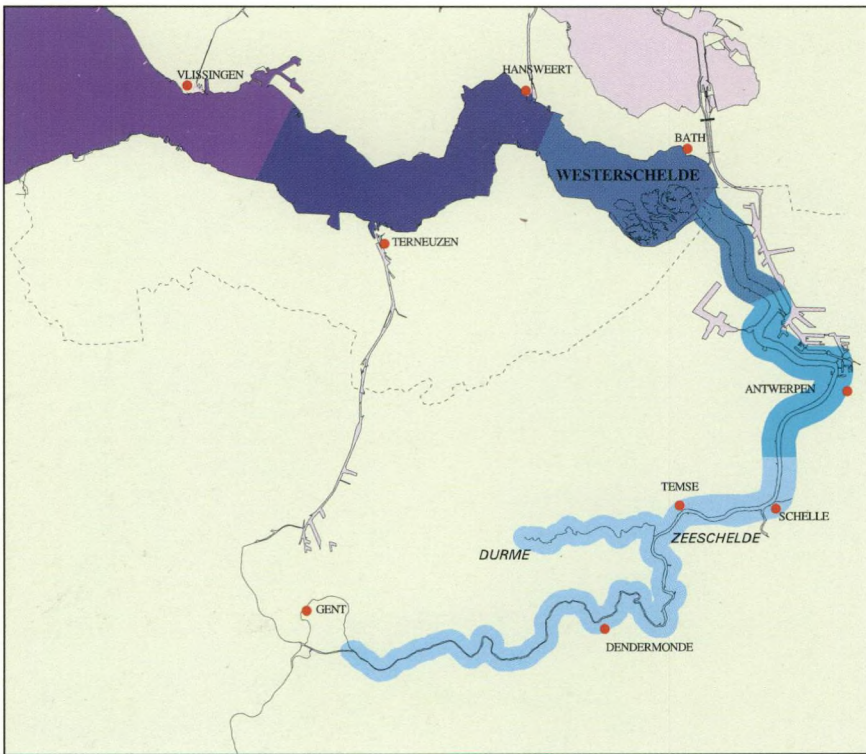 VLISSINGEN
HANSWEERT
BATH
WESTERSCHELDE
TERNEUZEN
ANTWERPEN
TEMSE
SCHELLE
ZEESCHELDE
DURME
GENT
DENDERMONDE